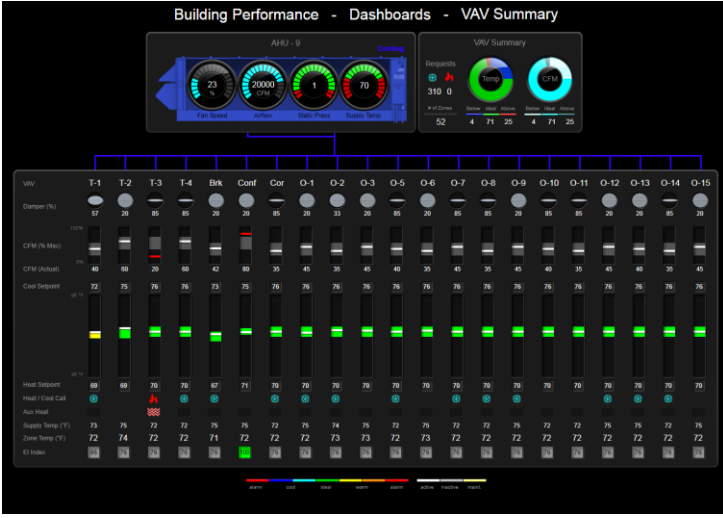 Building Performance - Dashboards - VAV Summary
AHU - 9
Cooling
VAV Summary
23
%
20000
CFM
1
70
Fan Speed Airflow Static Press Supply Temp
Requests
310 0
# of Zones
52
Temp
CFM
Below Ideal Above
4 71 25
Below Ideal Above
4 71 25
VAV T-1 T-2 T-3 T-4 Brk Conf Cor O-1 O-2 O-3 O-5 O-6 O-7 O-8 O-9 O-10 O-11 O-12 O-13 O-14 O-15
Damper (%)
57 20 85 85 20 20 85 20 33 20 85 20 85 85 20 85 85 20 20 85 20
100%
CFM (% Max)
0%
CFM (Actual) 40 60 20 60 42 80 35 45 35 45 40 35 45 35 45 40 35 45 35 45
Cool Setpoint 72 75 76 76 73 75 76 76 76 76 76 76 76 76 76 76 76 76 76 76 76
Heat Setpoint 69 69 70 70 67 71 70 70 70 70 70 70 70 70 70 70 70 70 70 70 70
Heat / Cool Call
Aux Heat
Supply Temp (°F) 73 75 72 72 75 75 72 75 74 75 72 75 72 72 75 72 72 75 75 72 75
Zone Temp (°F) 72 74 72 72 71 72 72 72 73 73 72 73 72 72 72 72 72 72 72 72 72
EI Index
100
alarm cool ideal warm alarm active inactive maint.